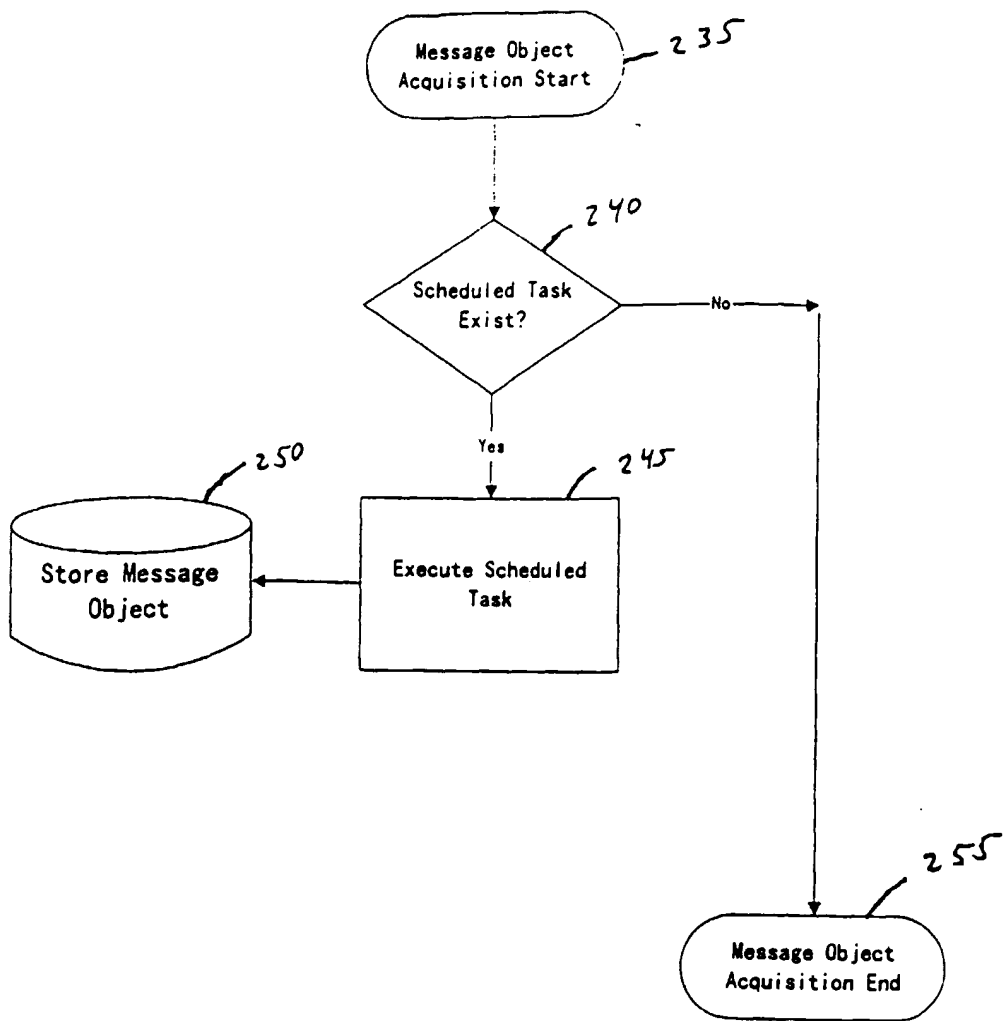 Message Object
Acquisition Start
235
240
Scheduled Task
Exist?
No
Yes
250
245
Store Message
Object
Execute Scheduled
Task
255
Message Object
Acquisition End